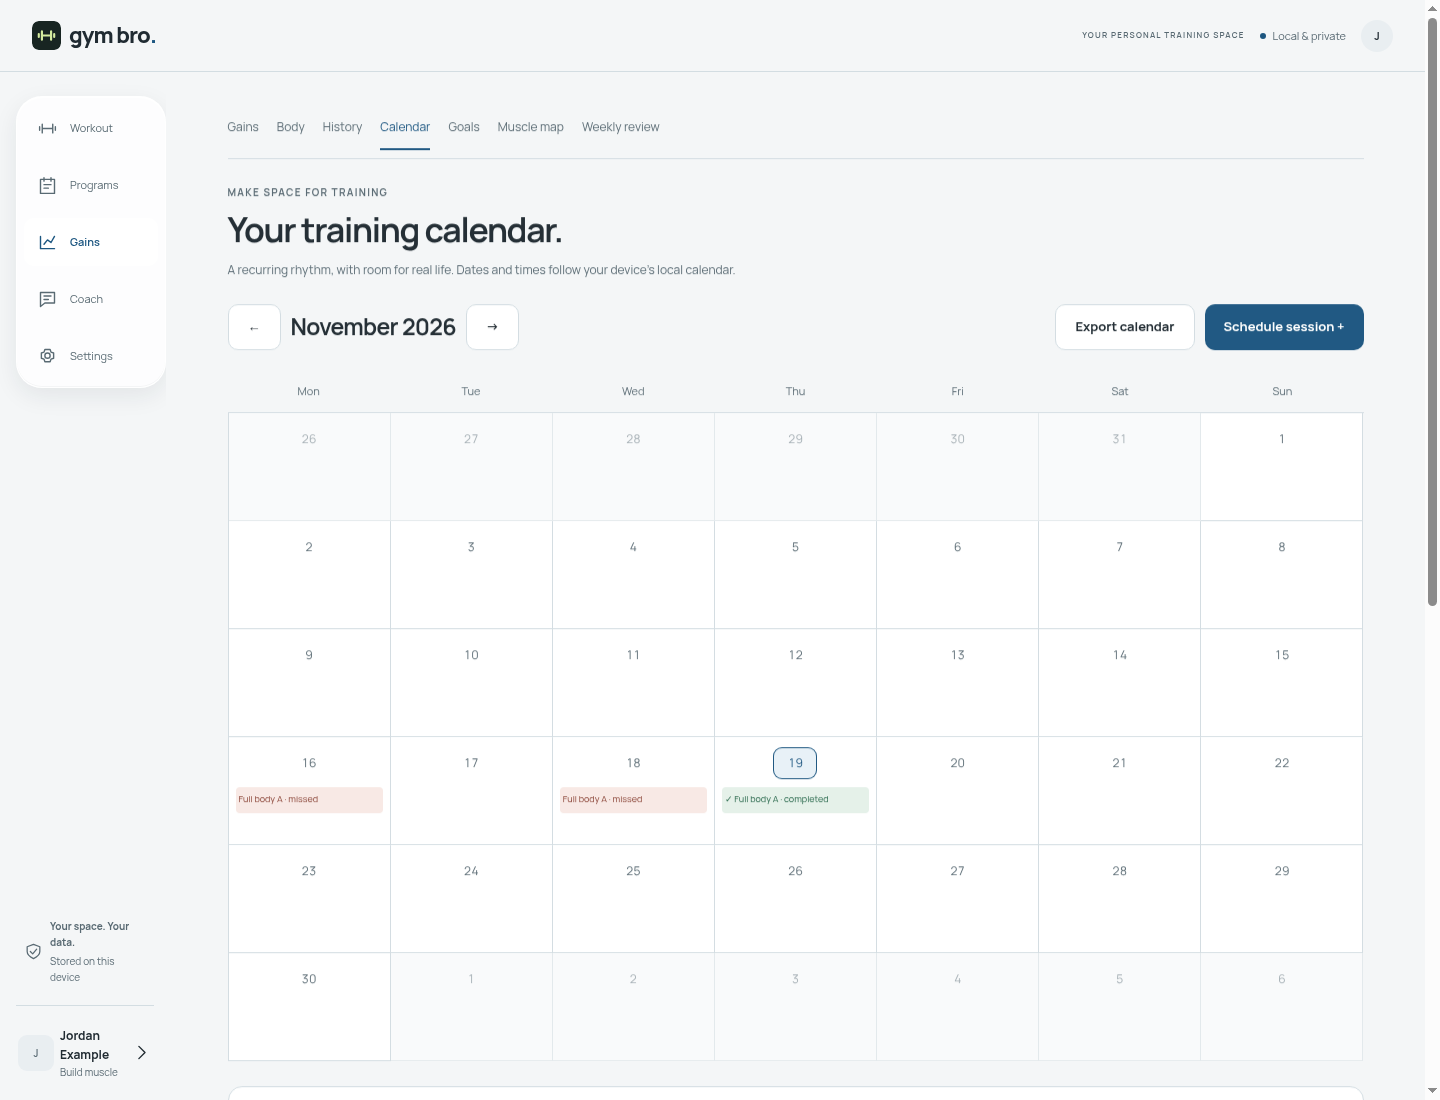 gym bro.
YOUR PERSONAL TRAINING SPACE
Local & private
J
Workout
Programs
Gains
Coach
Settings
Gains Body History Calendar Goals Muscle map Weekly review
MAKE SPACE FOR TRAINING
Your training calendar.
A recurring rhythm, with room for real life. Dates and times follow your device's local calendar.
← November 2026 →
Export calendar
Schedule session +
Mon Tue Wed Thu Fri Sat Sun
26 27 28 29 30 31 1
2 3 4 5 6 7 8
9 10 11 12 13 14 15
16 17 18 19 20 21 22
Full body A · missed
Full body A · missed
✓ Full body A · completed
23 24 25 26 27 28 29
30 1 2 3 4 5 6
Your space. Your
data.
Stored on this
device
J
Jordan
Example
Build muscle